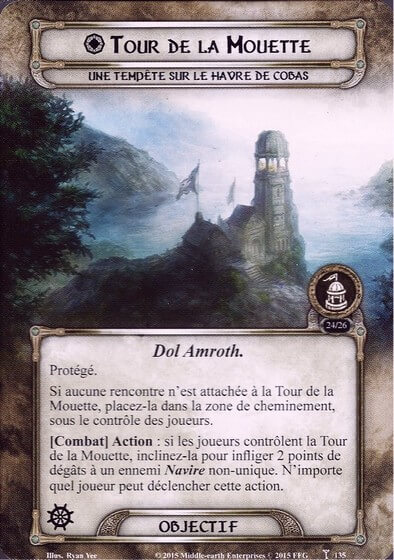 Tour de la Mouette
Une tempête sur le Havre de Cobas
24/26
Dol Amroth.
Protégé.
Si aucune rencontre n'est attachée à la Tour de la
Mouette, placez-la dans la zone de cheminement,
sous le contrôle des joueurs.
[Combat] Action : si les joueurs contrôlent la Tour
de la Mouette, inclinez-la pour infliger 2 points de
dégâts à un ennemi Navire non-unique. N'importe
quel joueur peut déclencher cette action.
Objectif
Illus. Ryan Yee © 2015 Middle-earth Enterprises © 2015 FFG 135